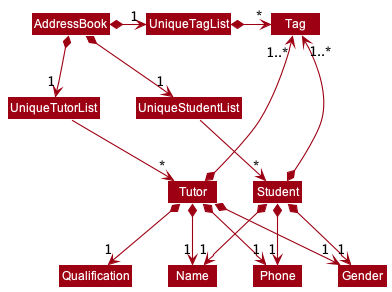 AddressBook 1 UniqueTagList * Tag
1 1 1..* 1..*
UniqueTutorList UniqueStudentList
* *
Tutor Student
1 1 1 1 1 1 1
Qualification Name Phone Gender